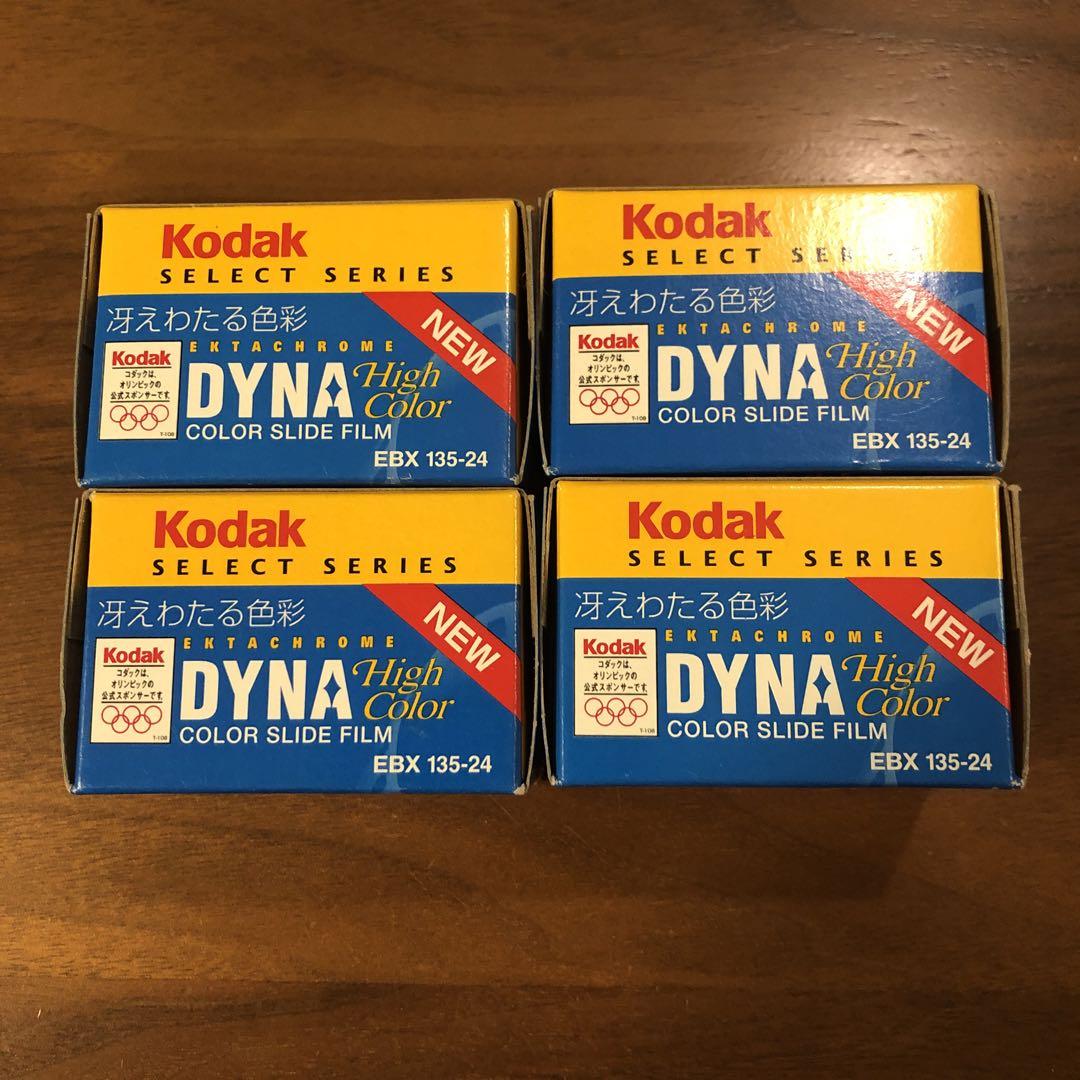 Kodak
SELECT SERIES
冴えわたる色彩
NEW
EKTACHROME
Kodak
コダックは、
オリンピックの
公式スポンサーです。
T-108
DYNA High Color
COLOR SLIDE FILM
EBX 135-24
Kodak
SELECT SERIES
冴えわたる色彩
NEW
EKTACHROME
Kodak
コダックは、
オリンピックの
公式スポンサーです。
T-108
DYNA High Color
COLOR SLIDE FILM
EBX 135-24
Kodak
SELECT SERIES
冴えわたる色彩
NEW
EKTACHROME
Kodak
コダックは、
オリンピックの
公式スポンサーです。
T-108
DYNA High Color
COLOR SLIDE FILM
EBX 135-24
Kodak
SELECT SERIES
冴えわたる色彩
NEW
EKTACHROME
Kodak
コダックは、
オリンピックの
公式スポンサーです。
T-108
DYNA High Color
COLOR SLIDE FILM
EBX 135-24